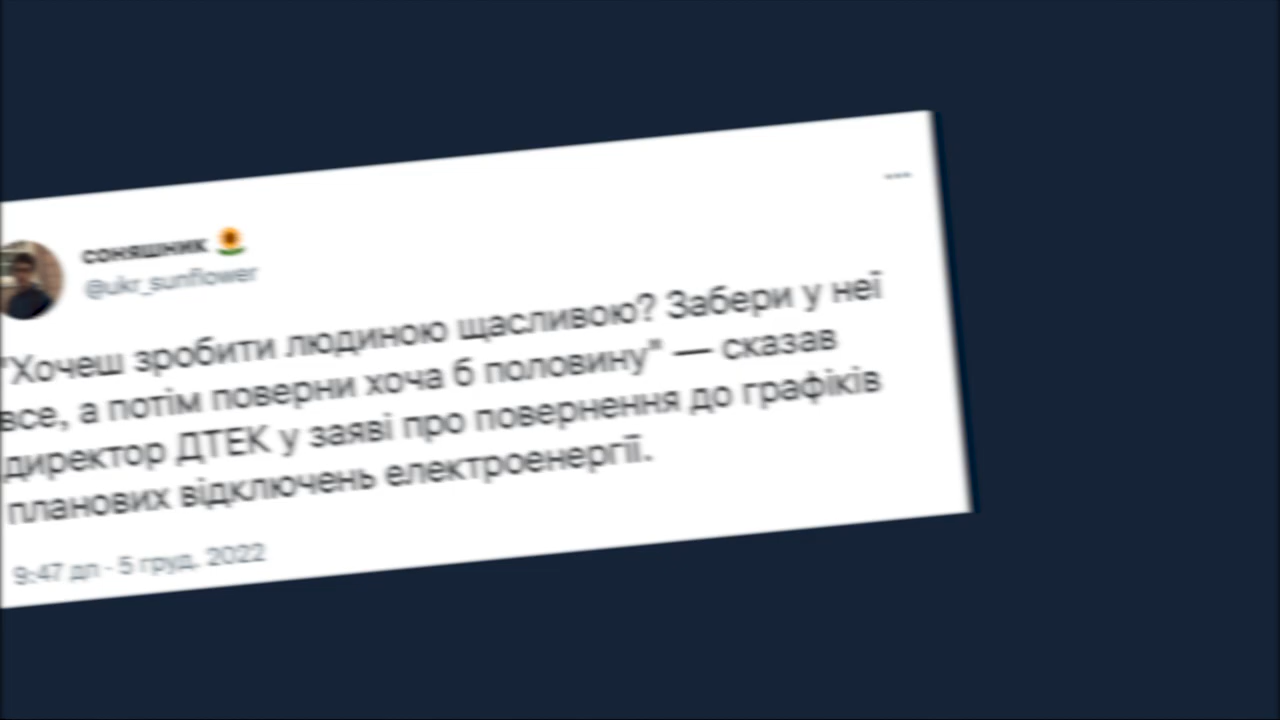 соняшник
@ukr_sunflower
"Хочеш зробити людиною щасливою? Забери у неї
все, а потім поверни хоча б половину" — сказав
директор ДТЕК у заяві про повернення до графіків
планових відключень електроенергії.
9:47 дп · 5 груд. 2022